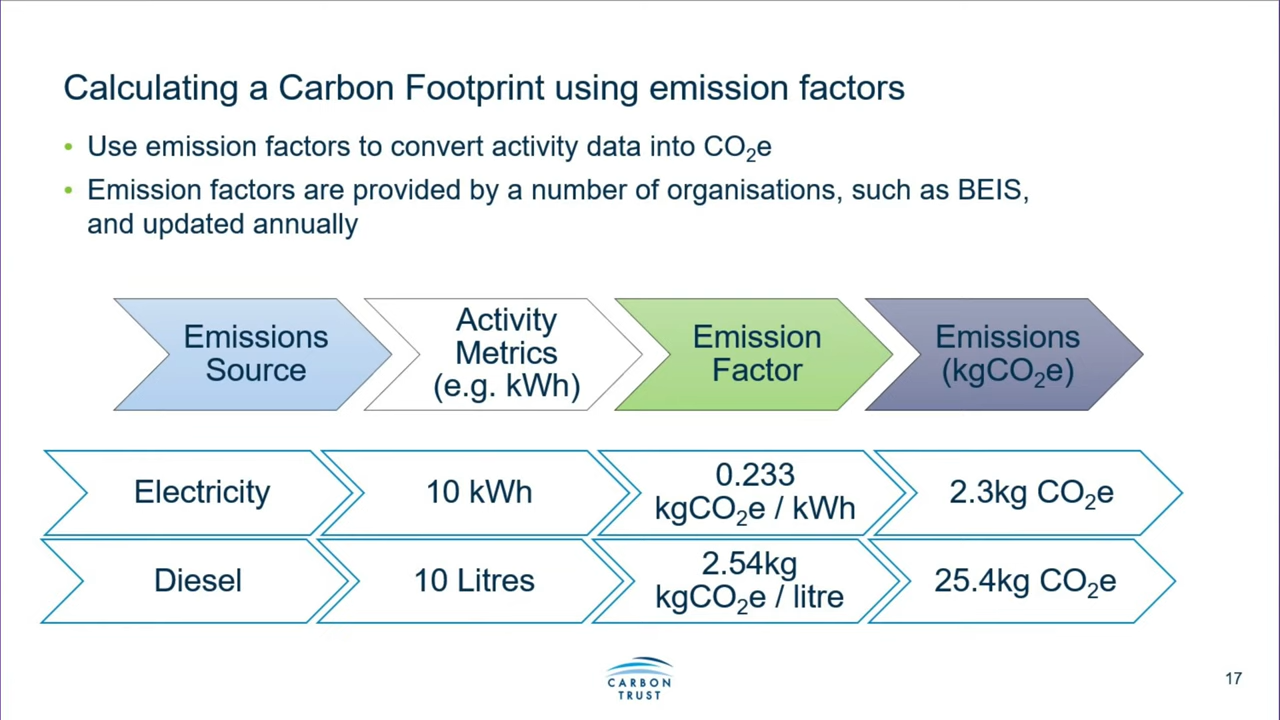 Calculating a Carbon Footprint using emission factors
• Use emission factors to convert activity data into CO₂e
• Emission factors are provided by a number of organisations, such as BEIS,
and updated annually
Emissions
Source
Activity
Metrics
(e.g. kWh)
Emission
Factor
Emissions
(kgCO₂e)
Electricity
10 kWh
0.233
kgCO₂e / kWh
2.3kg CO₂e
Diesel
10 Litres
2.54kg
kgCO₂e / litre
25.4kg CO₂e
CARBON
TRUST
17